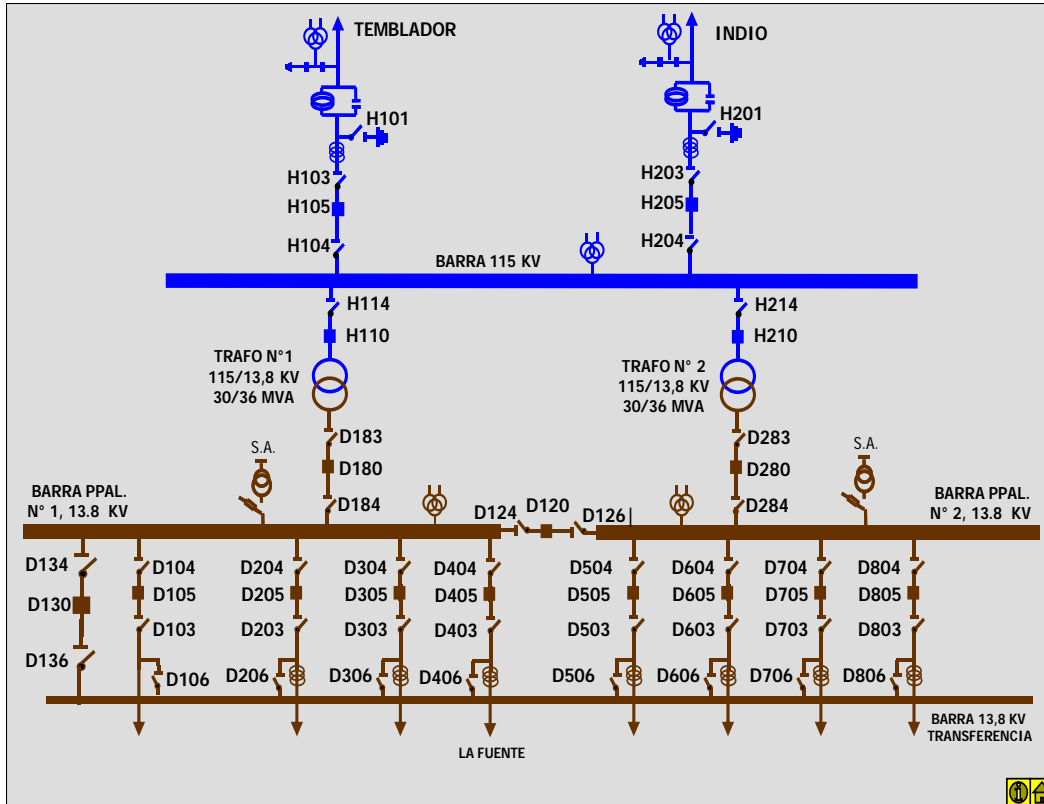 TEMBLADOR
INDIO
H101
H201
H103
H203
H105
H205
H104
H204
BARRA 115 KV
H114
H214
H110
H210
TRAFO N°1
115/13,8 KV
30/36 MVA
TRAFO N° 2
115/13,8 KV
30/36 MVA
D183
D283
S.A.
D180
D280
S.A.
BARRA PPAL.
N° 1, 13.8 KV
D184
D124
D120
D126
D284
BARRA PPAL.
N° 2, 13.8 KV
D134
D104
D204
D304
D404
D504
D604
D704
D804
D130
D105
D205
D305
D405
D505
D605
D705
D805
D136
D103
D203
D303
D403
D503
D603
D703
D803
D106
D206
D306
D406
D506
D606
D706
D806
BARRA 13,8 KV
TRANSFERENCIA
LA FUENTE